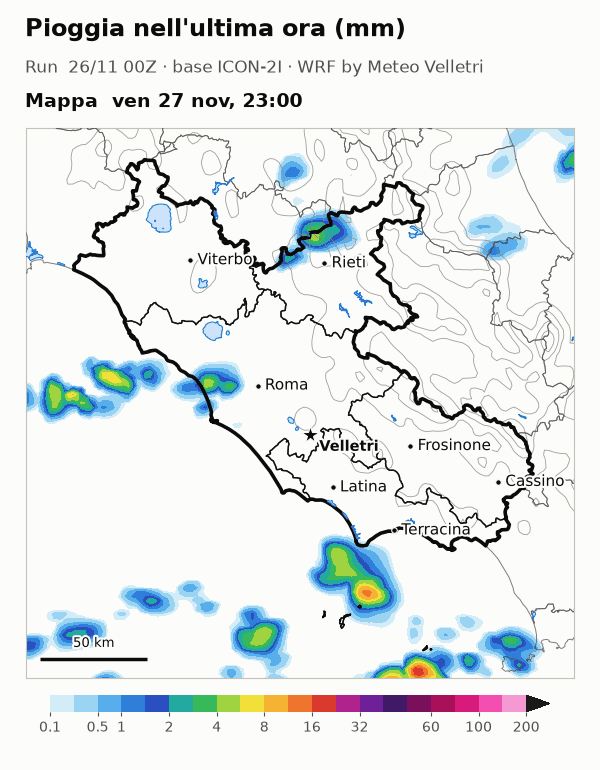 Pioggia nell'ultima ora (mm)
Run  26/11 00Z · base ICON-2I · WRF by Meteo Velletri
Mappa  ven 27 nov, 23:00
Viterbo
Rieti
Roma
Velletri
Frosinone
Cassino
Latina
Terracina
50 km
0.1 0.5 1 2 4 8 16 32 60 100 200